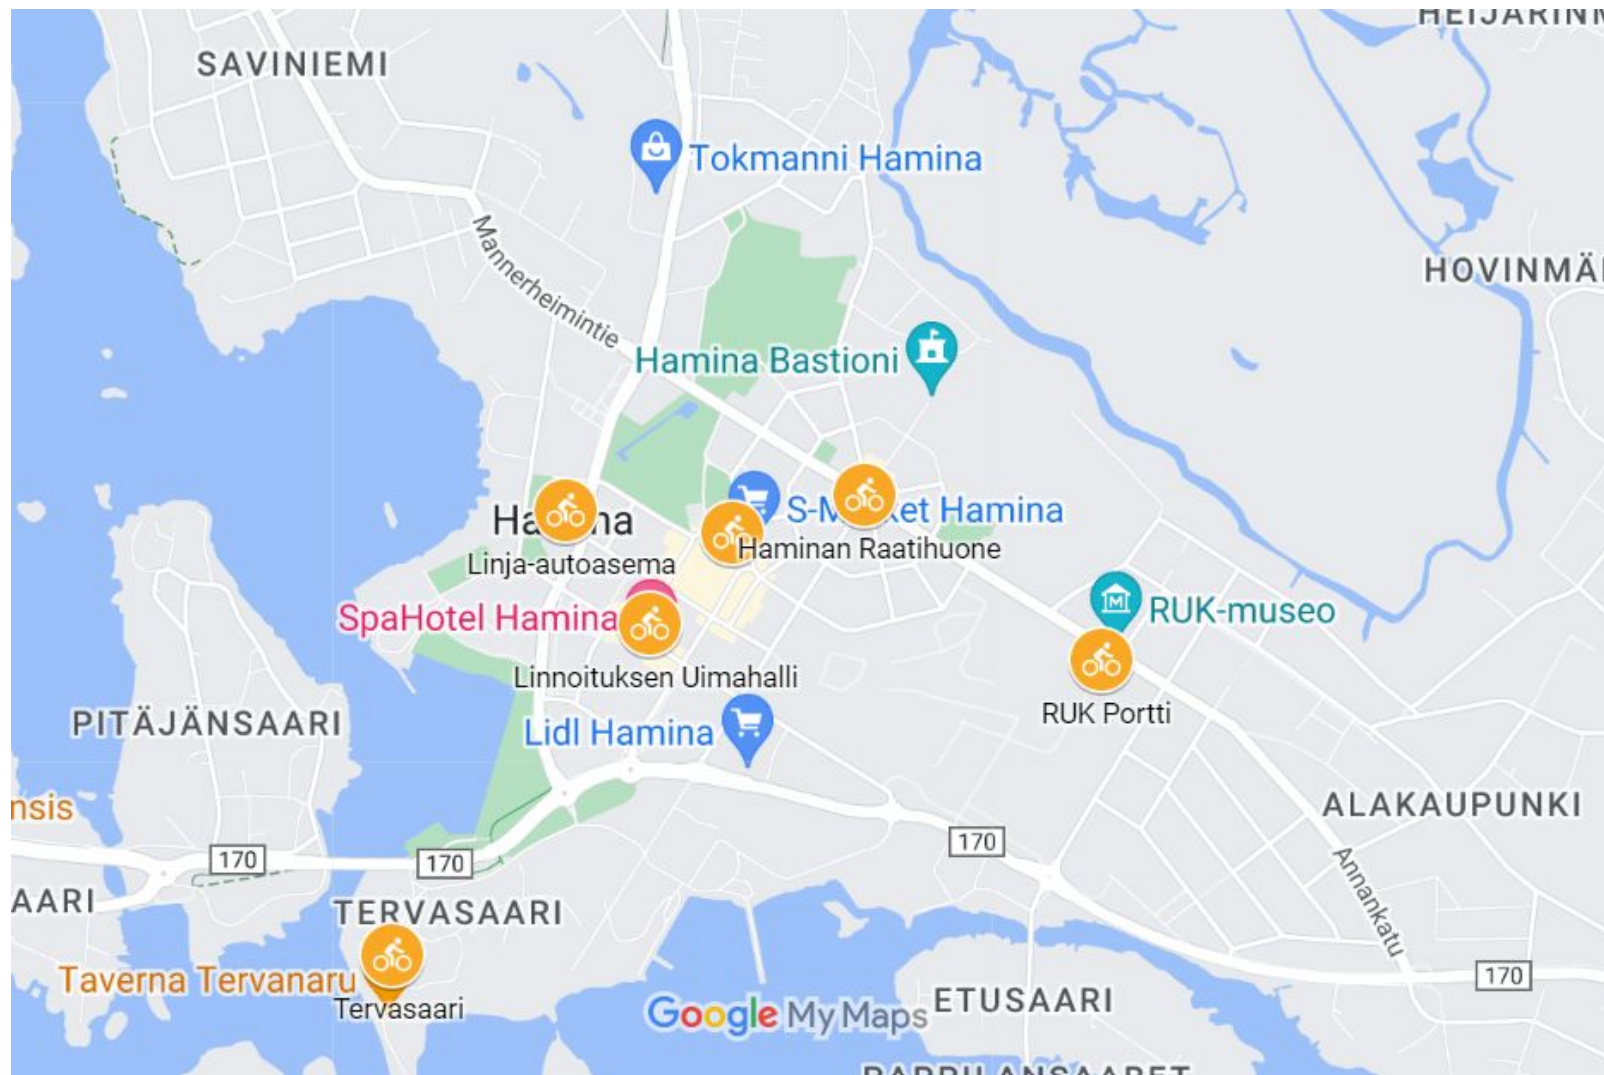 HEIJARINM
SAVINIEMI
Tokmanni Hamina
Mannerheimintie
HOVINMÄ
Hamina Bastioni
S-M ket Hamina
Ha na
Haminan Raatihuone
Linja-autoasema
SpaHotel Hamina
RUK-museo
Linnoituksen Uimahalli
RUK Portti
PITÄJÄNSAARI
Lidl Hamina
nsis
ALAKAUPUNKI
170
170
170
Annankatu
AARI
TERVASAARI
170
Taverna Tervanaru
Tervasaari
Google My Maps
ETUSAARI